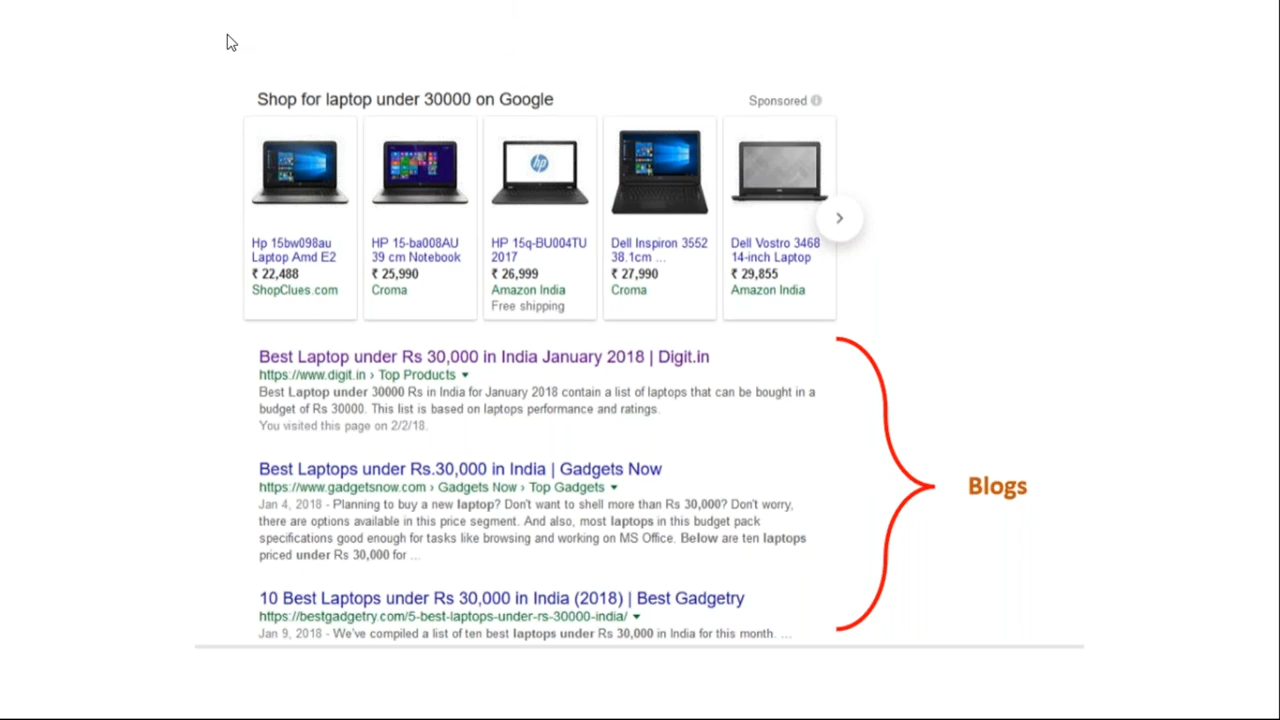 Shop for laptop under 30000 on Google
Sponsored
hp
Hp 15bw098au
Laptop Amd E2
₹ 22,488
ShopClues.com
HP 15-ba008AU
39 cm Notebook
₹ 25,990
Croma
HP 15q-BU004TU
2017
₹ 26,999
Amazon India
Free shipping
Dell Inspiron 3552
38.1cm ...
₹ 27,990
Croma
Dell Vostro 3468
14-inch Laptop
₹ 29,855
Amazon India
Best Laptop under Rs 30,000 in India January 2018 | Digit.in
https://www.digit.in › Top Products
Best Laptop under 30000 Rs in India for January 2018 contain a list of laptops that can be bought in a
budget of Rs 30000. This list is based on laptops performance and ratings.
You visited this page on 2/2/18.
Best Laptops under Rs.30,000 in India | Gadgets Now
https://www.gadgetsnow.com › Gadgets Now › Top Gadgets
Jan 4, 2018 - Planning to buy a new laptop? Don't want to shell more than Rs 30,000? Don't worry,
there are options available in this price segment. And also, most laptops in this budget pack
specifications good enough for tasks like browsing and working on MS Office. Below are ten laptops
priced under Rs 30,000 for ...
10 Best Laptops under Rs 30,000 in India (2018) | Best Gadgetry
https://bestgadgetry.com/5-best-laptops-under-rs-30000-india/
Jan 9, 2018 - We've compiled a list of ten best laptops under Rs 30,000 in India for this month. ...
Blogs